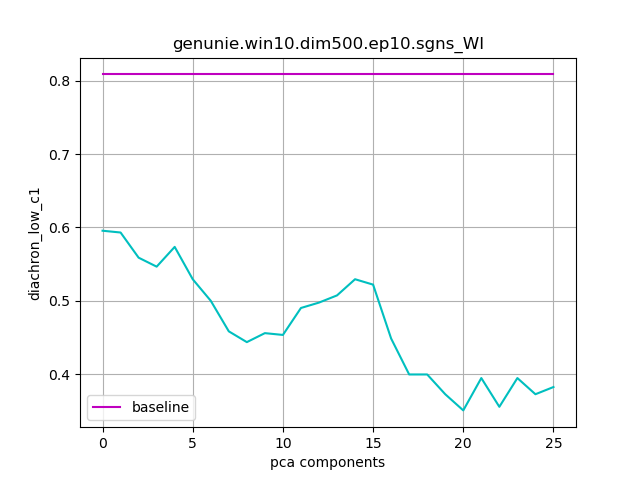 genunie.win10.dim500.ep10.sgns_WI
diachron_low_c1
0.8
0.7
0.6
0.5
0.4
baseline
0 5 10 15 20 25
pca components